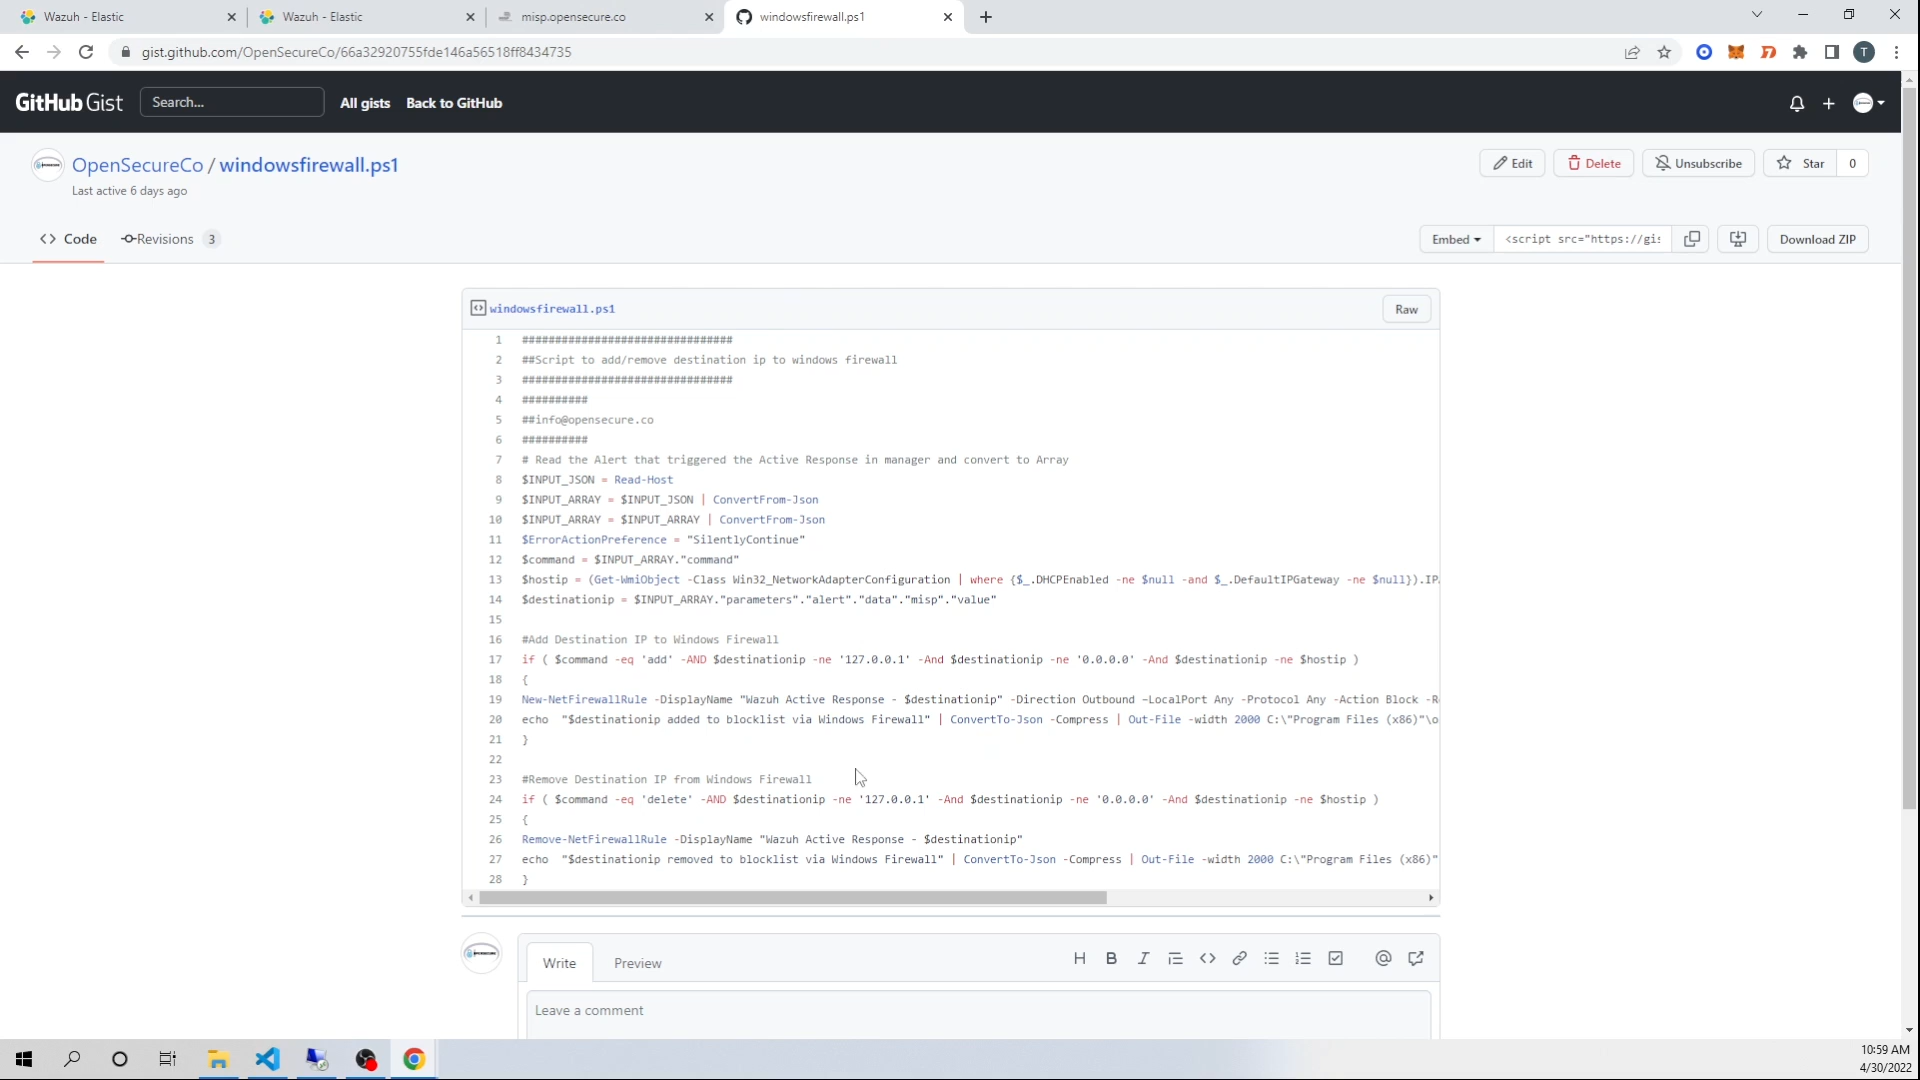 Wazuh - Elastic
Wazuh - Elastic
misp.opensecure.co
windowsfirewall.ps1
gist.github.com/OpenSecureCo/66a32920755fde146a56518ff8434735
T
GitHub Gist
Search...
All gists
Back to GitHub
OpenSecureCo / windowsfirewall.ps1
Last active 6 days ago
Edit
Delete
Unsubscribe
Star
0
Code
Revisions 3
Embed
<script src="https://gis
Download ZIP
windowsfirewall.ps1
Raw
1 ################################
2 ##Script to add/remove destination ip to windows firewall
3 ################################
4 ##########
5 ##info@opensecure.co
6 ##########
7 # Read the Alert that triggered the Active Response in manager and convert to Array
8 $INPUT_JSON = Read-Host
9 $INPUT_ARRAY = $INPUT_JSON | ConvertFrom-Json
10 $INPUT_ARRAY = $INPUT_ARRAY | ConvertFrom-Json
11 $ErrorActionPreference = "SilentlyContinue"
12 $command = $INPUT_ARRAY."command"
13 $hostip = (Get-WmiObject -Class Win32_NetworkAdapterConfiguration | where {$_.DHCPEnabled -ne $null -and $_.DefaultIPGateway -ne $null}).IP
14 $destinationip = $INPUT_ARRAY."parameters"."alert"."data"."misp"."value"
15
16 #Add Destination IP to Windows Firewall
17 if ( $command -eq 'add' -AND $destinationip -ne '127.0.0.1' -And $destinationip -ne '0.0.0.0' -And $destinationip -ne $hostip )
18 {
19 New-NetFirewallRule -DisplayName "Wazuh Active Response - $destinationip" -Direction Outbound –LocalPort Any -Protocol Any -Action Block -R
20 echo  "$destinationip added to blocklist via Windows Firewall" | ConvertTo-Json -Compress | Out-File -width 2000 C:\"Program Files (x86)"\o
21 }
22
23 #Remove Destination IP from Windows Firewall
24 if ( $command -eq 'delete' -AND $destinationip -ne '127.0.0.1' -And $destinationip -ne '0.0.0.0' -And $destinationip -ne $hostip )
25 {
26 Remove-NetFirewallRule -DisplayName "Wazuh Active Response - $destinationip"
27 echo  "$destinationip removed to blocklist via Windows Firewall" | ConvertTo-Json -Compress | Out-File -width 2000 C:\"Program Files (x86)"
28 }
Write
Preview
H B I
@
Leave a comment
10:59 AM
4/30/2022